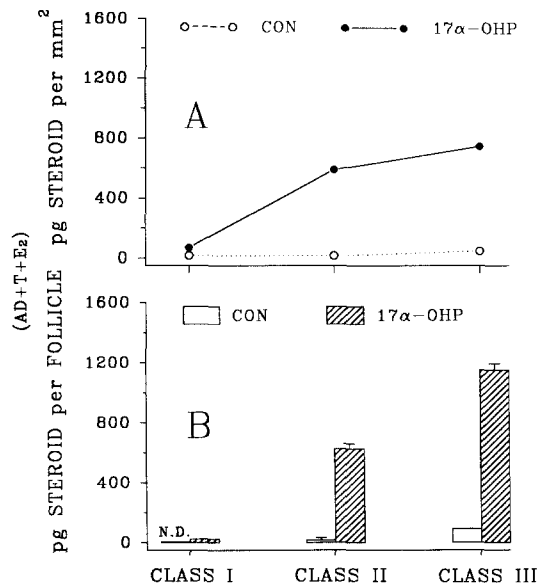 CON
17α-OHP
1600
1200
800
400
0
A
pg STEROID per mm²
(AD+T+E₂)
pg STEROID per FOLLICLE
1600
1200
800
400
0
CON
17α-OHP
B
N.D.
CLASS I
CLASS II
CLASS III